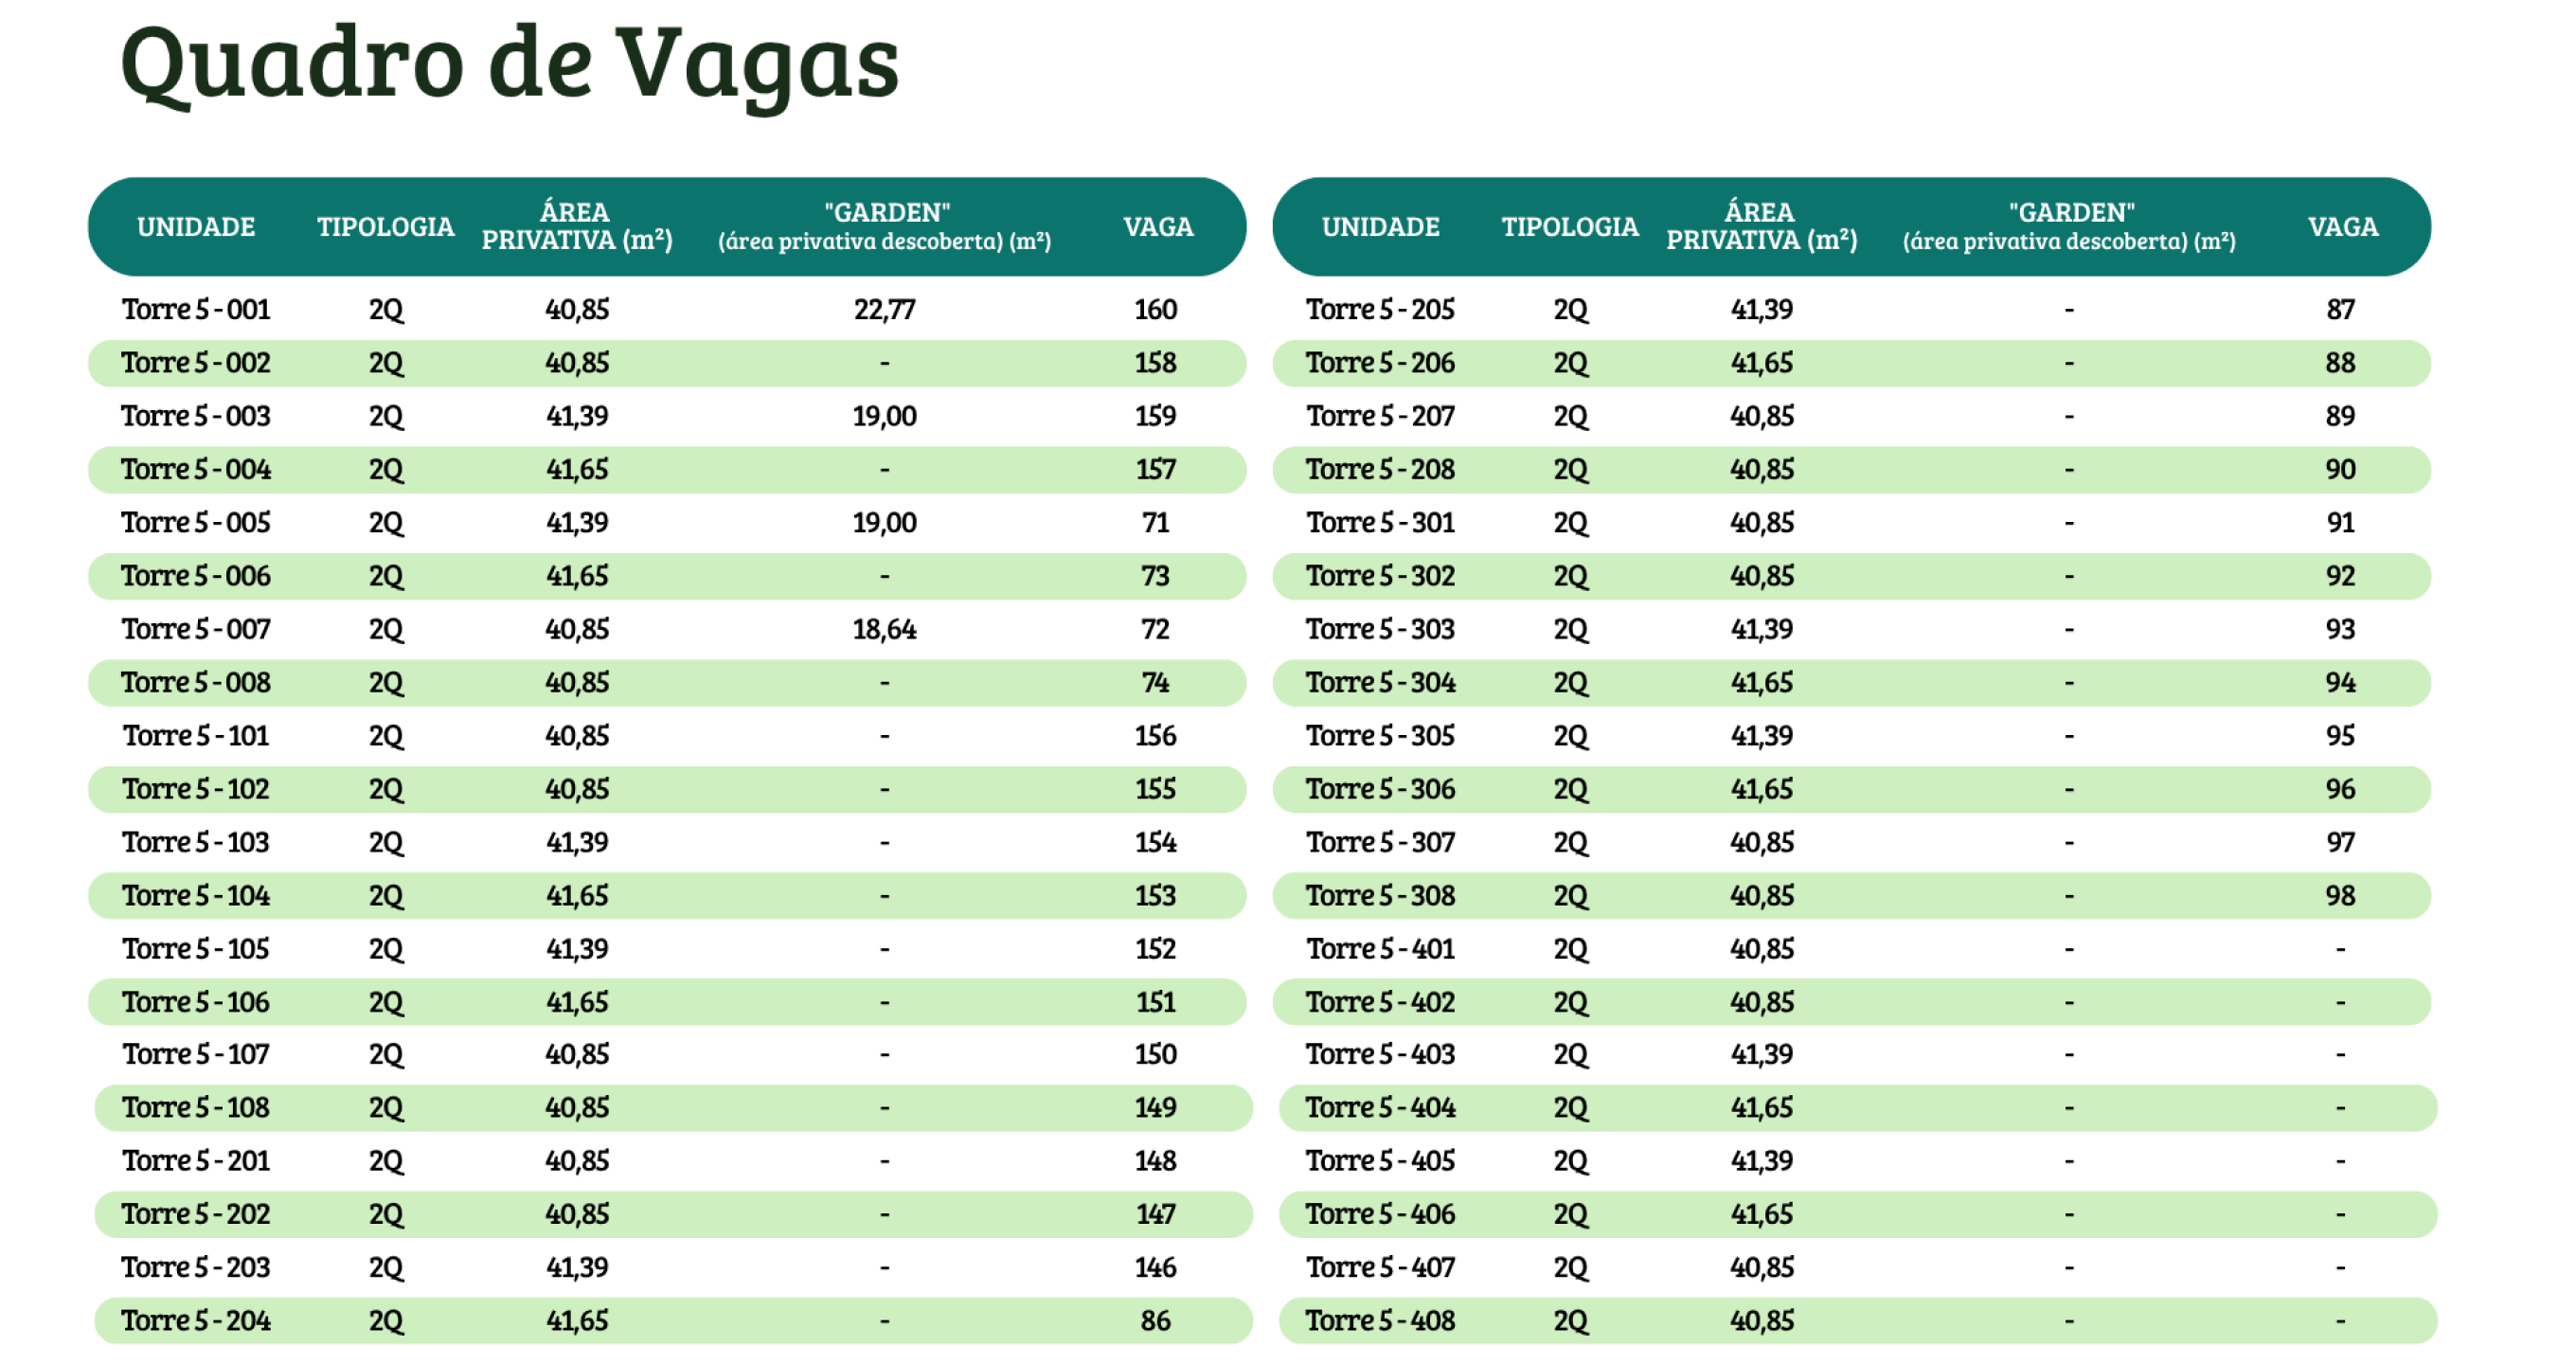 Quadro de Vagas
UNIDADE TIPOLOGIA ÁREA PRIVATIVA (m²) "GARDEN" (área privativa descoberta) (m²) VAGA
Torre 5 - 001 2Q 40,85 22,77 160
Torre 5 - 002 2Q 40,85 - 158
Torre 5 - 003 2Q 41,39 19,00 159
Torre 5 - 004 2Q 41,65 - 157
Torre 5 - 005 2Q 41,39 19,00 71
Torre 5 - 006 2Q 41,65 - 73
Torre 5 - 007 2Q 40,85 18,64 72
Torre 5 - 008 2Q 40,85 - 74
Torre 5 - 101 2Q 40,85 - 156
Torre 5 - 102 2Q 40,85 - 155
Torre 5 - 103 2Q 41,39 - 154
Torre 5 - 104 2Q 41,65 - 153
Torre 5 - 105 2Q 41,39 - 152
Torre 5 - 106 2Q 41,65 - 151
Torre 5 - 107 2Q 40,85 - 150
Torre 5 - 108 2Q 40,85 - 149
Torre 5 - 201 2Q 40,85 - 148
Torre 5 - 202 2Q 40,85 - 147
Torre 5 - 203 2Q 41,39 - 146
Torre 5 - 204 2Q 41,65 - 86
UNIDADE TIPOLOGIA ÁREA PRIVATIVA (m²) "GARDEN" (área privativa descoberta) (m²) VAGA
Torre 5 - 205 2Q 41,39 - 87
Torre 5 - 206 2Q 41,65 - 88
Torre 5 - 207 2Q 40,85 - 89
Torre 5 - 208 2Q 40,85 - 90
Torre 5 - 301 2Q 40,85 - 91
Torre 5 - 302 2Q 40,85 - 92
Torre 5 - 303 2Q 41,39 - 93
Torre 5 - 304 2Q 41,65 - 94
Torre 5 - 305 2Q 41,39 - 95
Torre 5 - 306 2Q 41,65 - 96
Torre 5 - 307 2Q 40,85 - 97
Torre 5 - 308 2Q 40,85 - 98
Torre 5 - 401 2Q 40,85 - -
Torre 5 - 402 2Q 40,85 - -
Torre 5 - 403 2Q 41,39 - -
Torre 5 - 404 2Q 41,65 - -
Torre 5 - 405 2Q 41,39 - -
Torre 5 - 406 2Q 41,65 - -
Torre 5 - 407 2Q 40,85 - -
Torre 5 - 408 2Q 40,85 - -